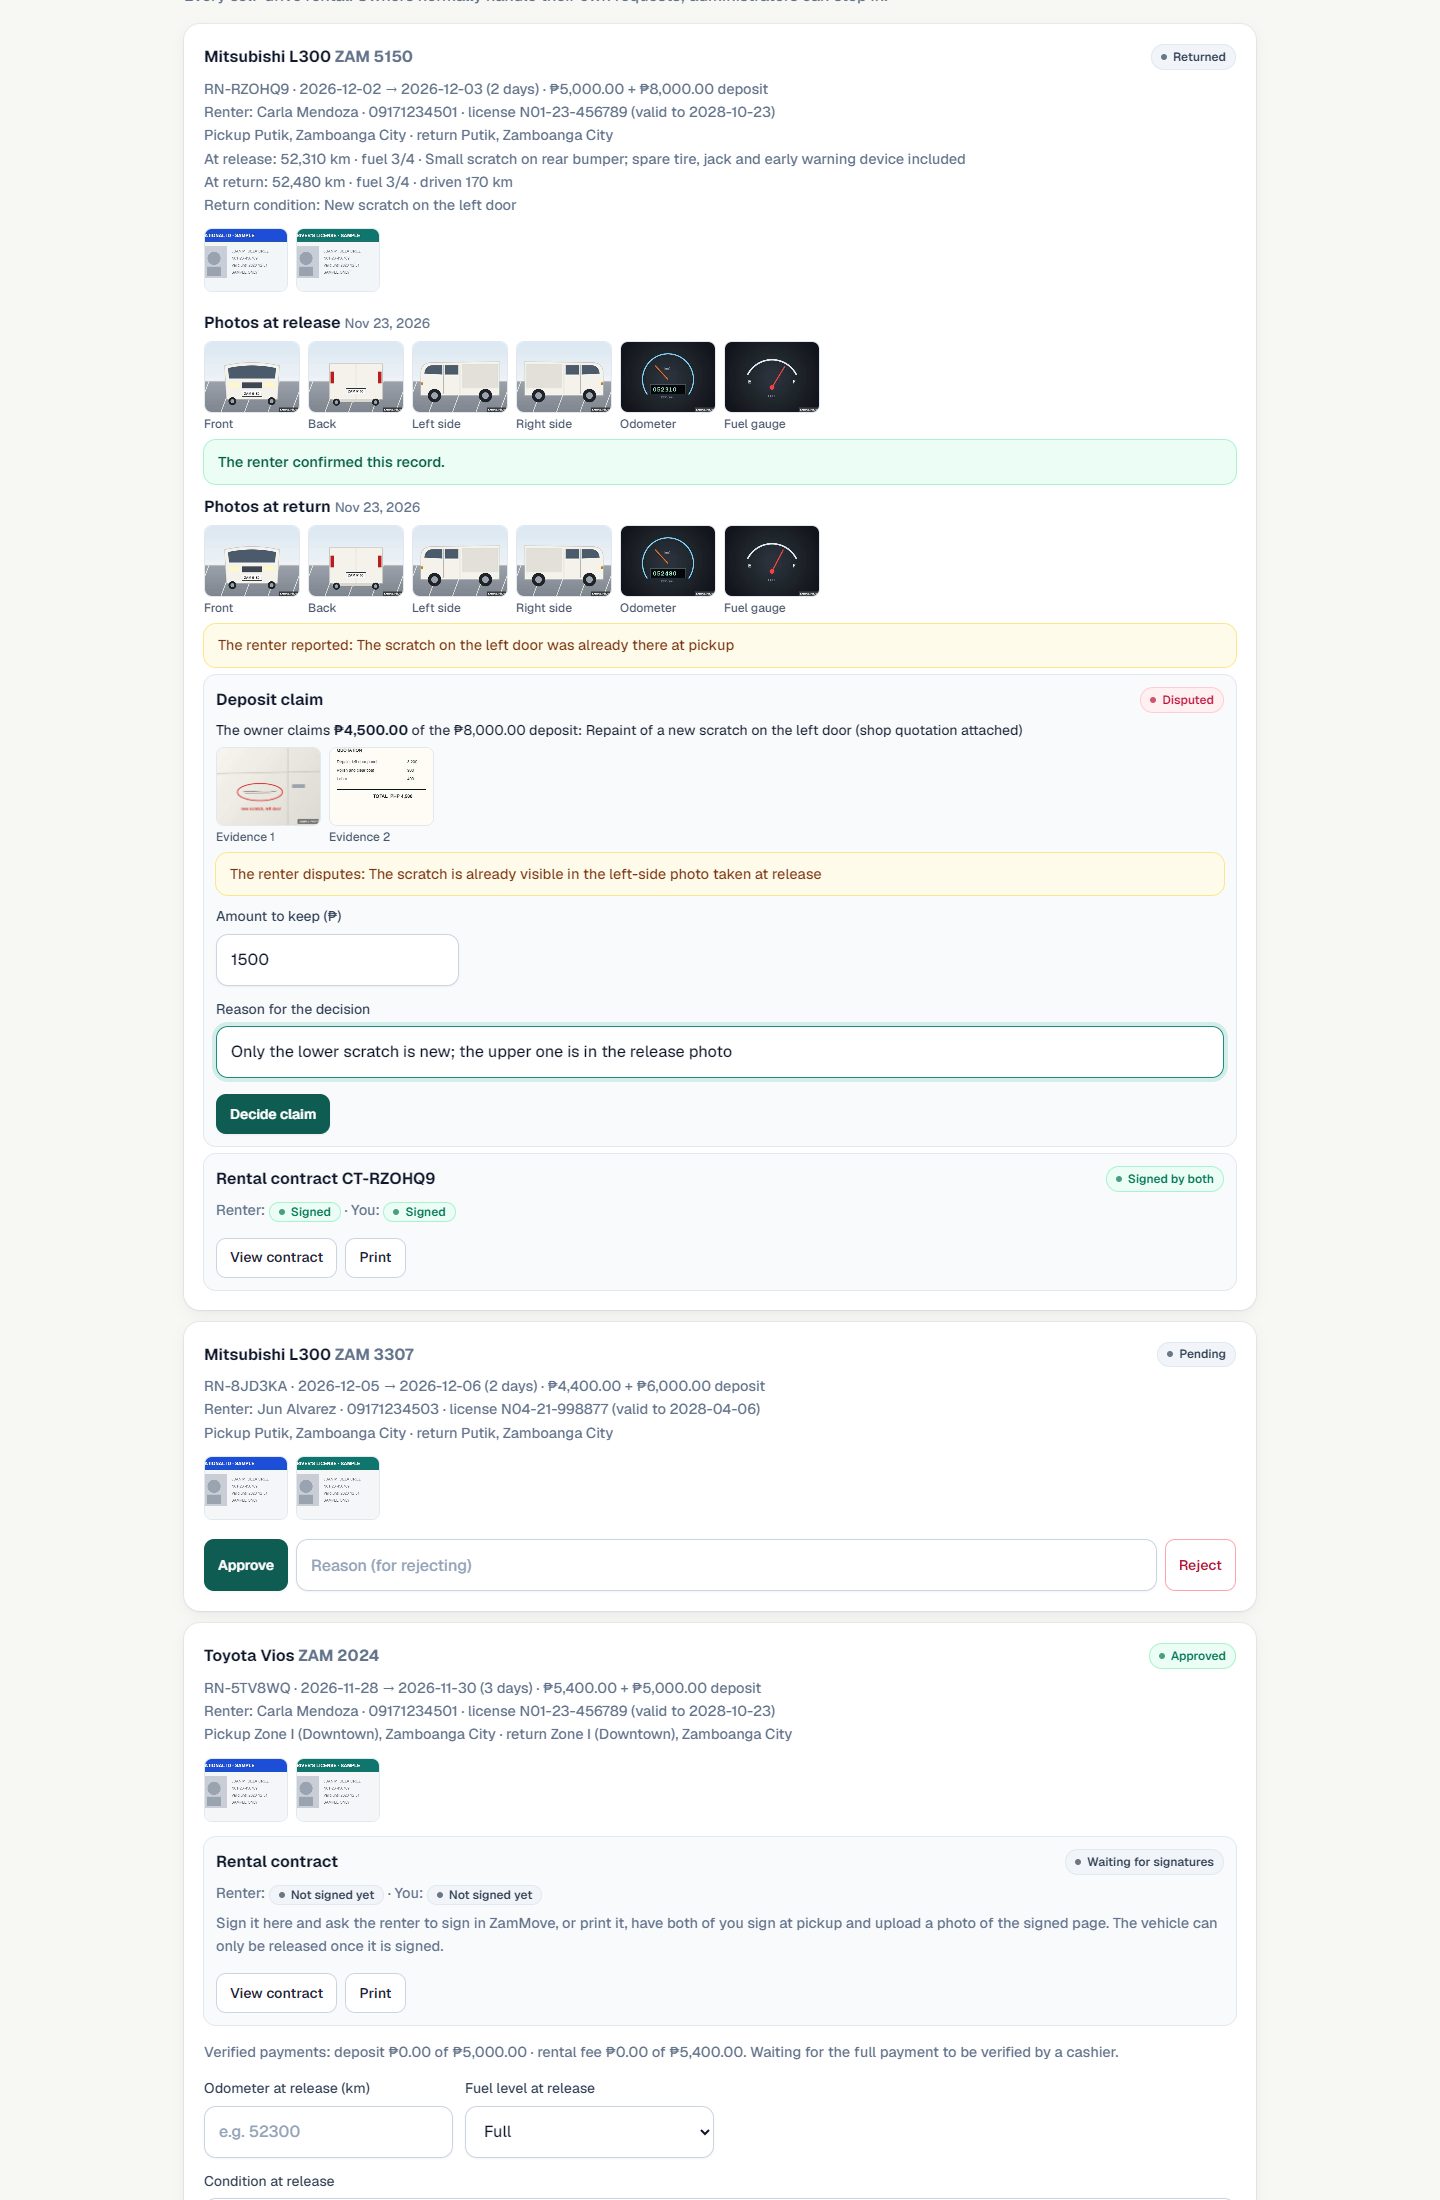 Mitsubishi L300 ZAM 5150
Returned
RN-RZOHQ9 · 2026-12-02 → 2026-12-03 (2 days) · ₱5,000.00 + ₱8,000.00 deposit
Renter: Carla Mendoza · 09171234501 · license N01-23-456789 (valid to 2028-10-23)
Pickup Putik, Zamboanga City · return Putik, Zamboanga City
At release: 52,310 km · fuel 3/4 · Small scratch on rear bumper; spare tire, jack and early warning device included
At return: 52,480 km · fuel 3/4 · driven 170 km
Return condition: New scratch on the left door
Photos at release Nov 23, 2026
052310
E F
Front
Back
Left side
Right side
Odometer
Fuel gauge
The renter confirmed this record.
Photos at return Nov 23, 2026
052480
E F
Front
Back
Left side
Right side
Odometer
Fuel gauge
The renter reported: The scratch on the left door was already there at pickup
Deposit claim
Disputed
The owner claims ₱4,500.00 of the ₱8,000.00 deposit: Repaint of a new scratch on the left door (shop quotation attached)
new scratch, left door
QUOTATION
TOTAL PHP 4,500
Evidence 1
Evidence 2
The renter disputes: The scratch is already visible in the left-side photo taken at release
Amount to keep (₱)
1500
Reason for the decision
Only the lower scratch is new; the upper one is in the release photo
Decide claim
Rental contract CT-RZOHQ9
Signed by both
Renter: Signed · You: Signed
View contract
Print
Mitsubishi L300 ZAM 3307
Pending
RN-8JD3KA · 2026-12-05 → 2026-12-06 (2 days) · ₱4,400.00 + ₱6,000.00 deposit
Renter: Jun Alvarez · 09171234503 · license N04-21-998877 (valid to 2028-04-06)
Pickup Putik, Zamboanga City · return Putik, Zamboanga City
Approve
Reason (for rejecting)
Reject
Toyota Vios ZAM 2024
Approved
RN-5TV8WQ · 2026-11-28 → 2026-11-30 (3 days) · ₱5,400.00 + ₱5,000.00 deposit
Renter: Carla Mendoza · 09171234501 · license N01-23-456789 (valid to 2028-10-23)
Pickup Zone I (Downtown), Zamboanga City · return Zone I (Downtown), Zamboanga City
Rental contract
Waiting for signatures
Renter: Not signed yet · You: Not signed yet
Sign it here and ask the renter to sign in ZamMove, or print it, have both of you sign at pickup and upload a photo of the signed page. The vehicle can
only be released once it is signed.
View contract
Print
Verified payments: deposit ₱0.00 of ₱5,000.00 · rental fee ₱0.00 of ₱5,400.00. Waiting for the full payment to be verified by a cashier.
Odometer at release (km)
Fuel level at release
e.g. 52300
Full
Condition at release